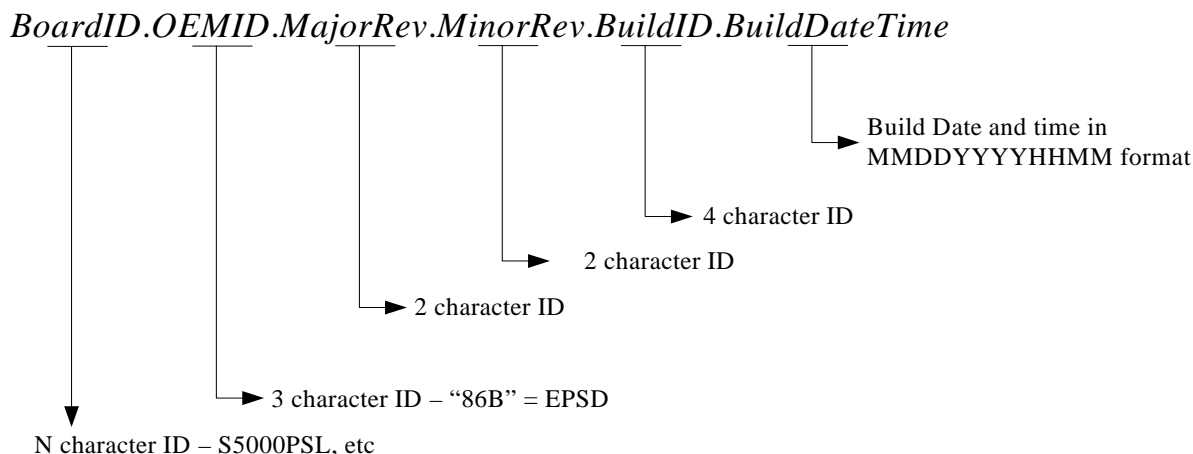 BoardID.OEMID.MajorRev.MinorRev.BuildID.BuildDateTime
Build Date and time in
MMDDYYYYHHMM format
4 character ID
2 character ID
2 character ID
3 character ID – “86B” = EPSD
N character ID – S5000PSL, etc